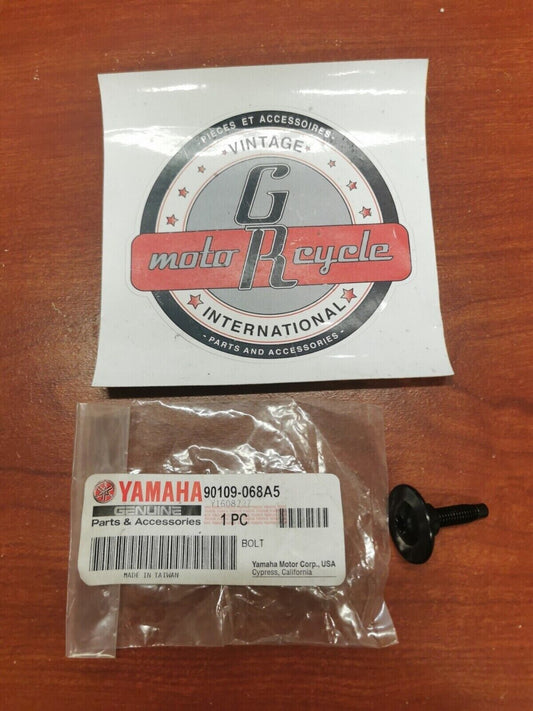 PIÈCES ET ACCESSOIRES
VINTAGE
G
moto R cycle
INTERNATIONAL
PARTS AND ACCESSORIES
YAMAHA 90109-068A5
GENUINE
Parts & Accessories 1 PC
BOLT
Yamaha Motor Corp., USA
Cypress, California
MADE IN TAIWAN